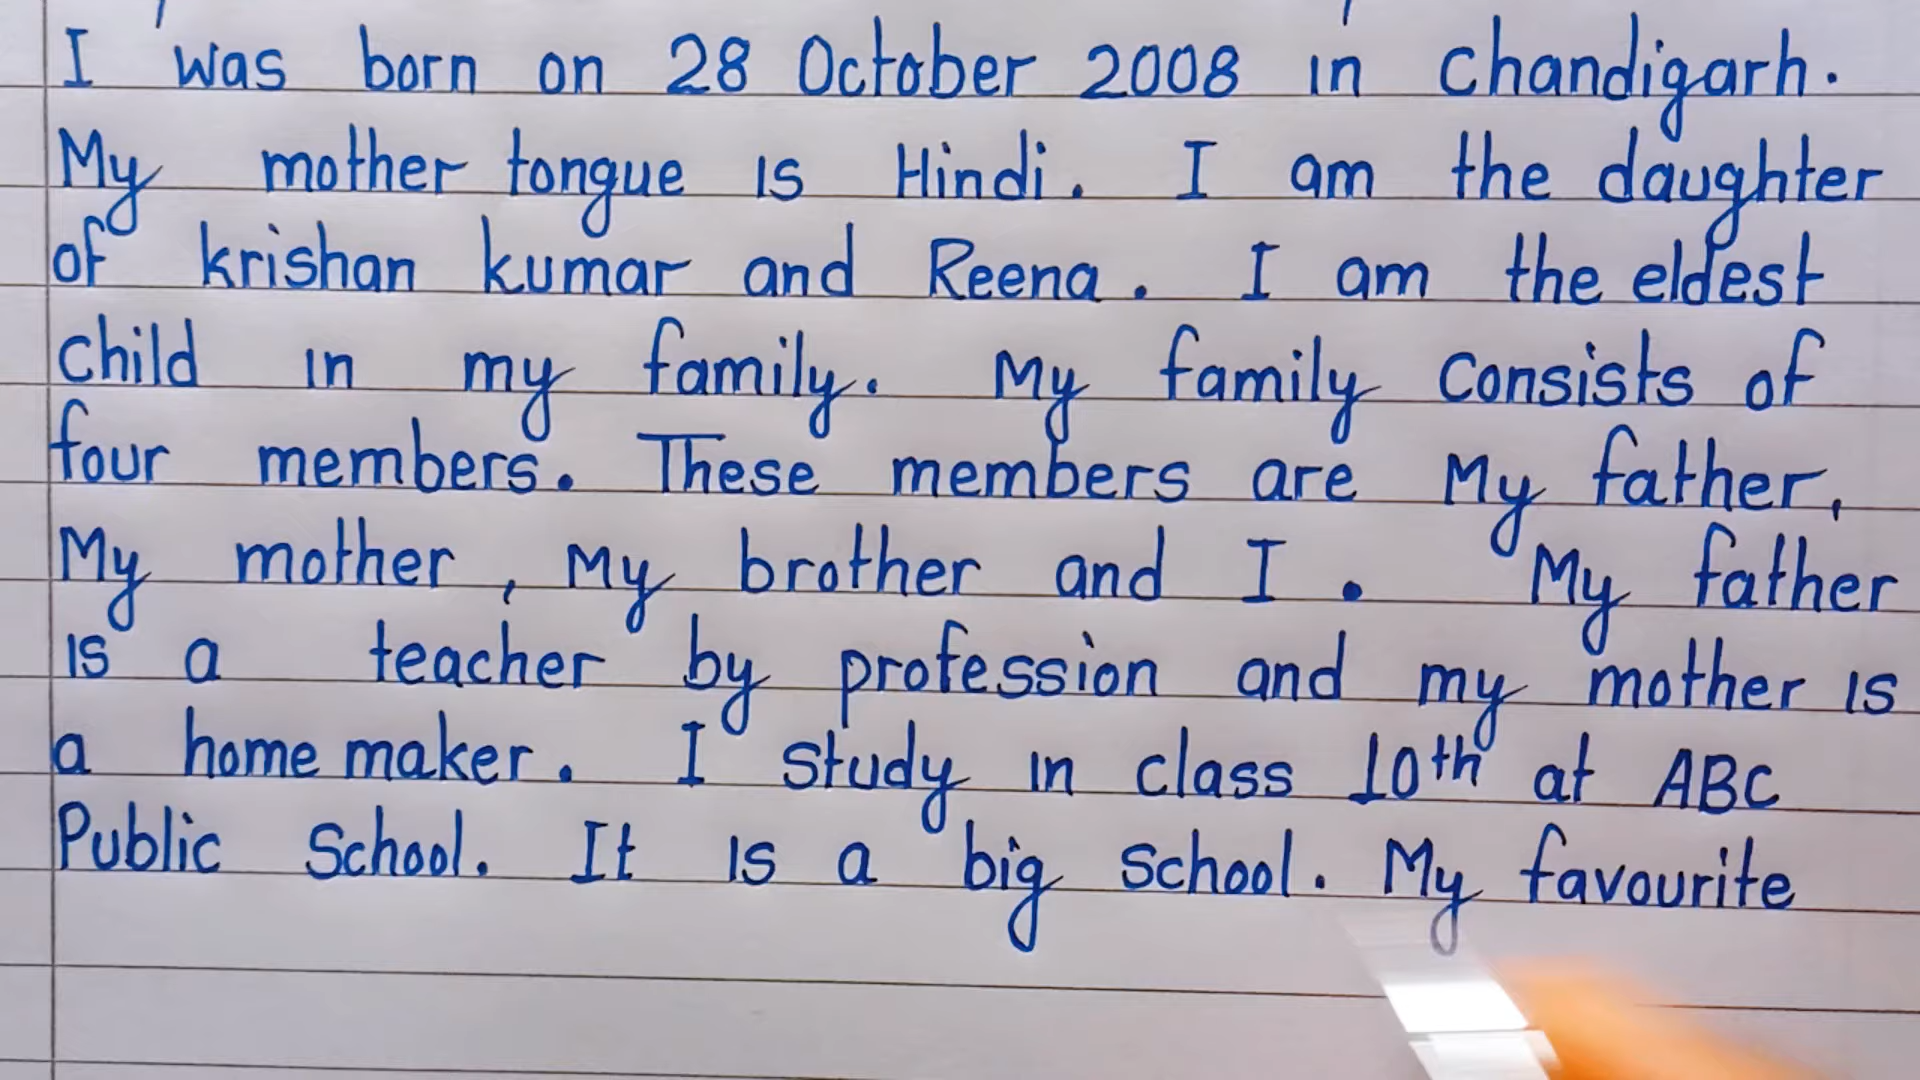 I was born on 28 October 2008 in Chandigarh.
My mother tongue is Hindi. I am the daughter
of krishan kumar and Reena. I am the eldest
child in my family. My family consists of
four members. These members are My father,
My mother, My brother and I. My father
is a teacher by profession and my mother is
a home maker. I study in class 10th at ABC
Public School. It is a big school. My favourite